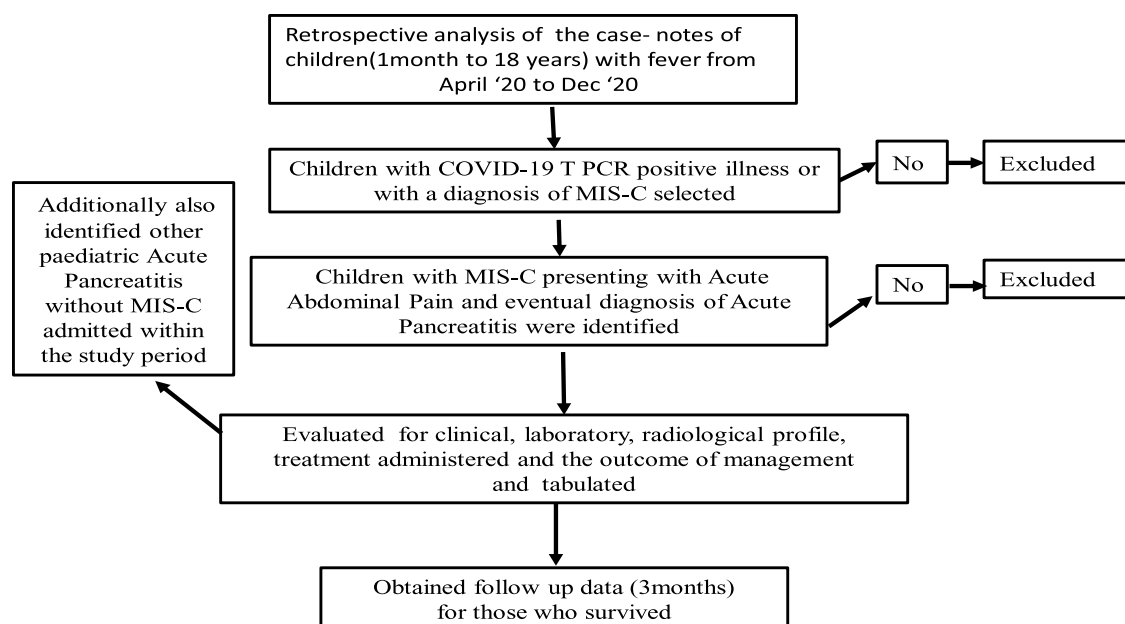 Retrospective analysis of the case- notes of
children(1month to 18 years) with fever from
April ‘20 to Dec ‘20
Children with COVID-19 T PCR positive illness or
with a diagnosis of MIS-C selected
No
Excluded
Additionally also
identified other
paediatric Acute
Pancreatitis
without MIS-C
admitted within
the study period
Children with MIS-C presenting with Acute
Abdominal Pain and eventual diagnosis of Acute
Pancreatitis were identified
No
Excluded
Evaluated for clinical, laboratory, radiological profile,
treatment administered and the outcome of management
and tabulated
Obtained follow up data (3months)
for those who survived